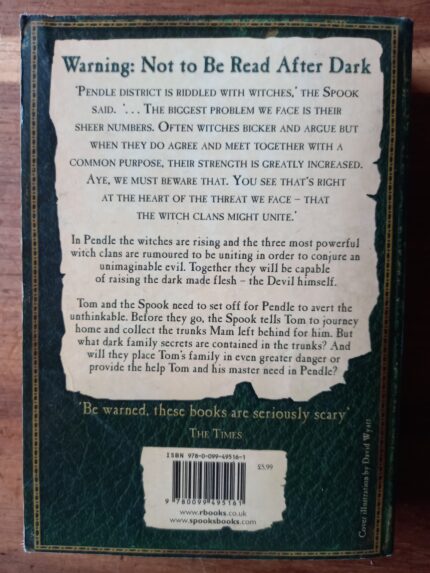 Warning: Not to Be Read After Dark
'Pendle district is riddled with witches,' the Spook
said. '... The biggest problem we face is their
sheer numbers. Often witches bicker and argue but
when they do agree and meet together with a
common purpose, their strength is greatly increased.
Aye, we must beware that. You see that's right
at the heart of the threat we face – that
the witch clans might unite.'
In Pendle the witches are rising and the three most powerful
witch clans are rumoured to be uniting in order to conjure an
unimaginable evil. Together they will be capable
of raising the dark made flesh – the Devil himself.
Tom and the Spook need to set off for Pendle to avert the
unthinkable. Before they go, the Spook tells Tom to journey
home and collect the trunks Mam left behind for him. But
what dark family secrets are contained in the trunks? And
will they place Tom's family in even greater danger or
provide the help Tom and his master need in Pendle?
'Be warned, these books are seriously scary'
The Times
ISBN 978-0-099-49516-1
£5.99
9 780099 495161
www.rbooks.co.uk
www.spooksbooks.com
Cover illustration by David Wyatt